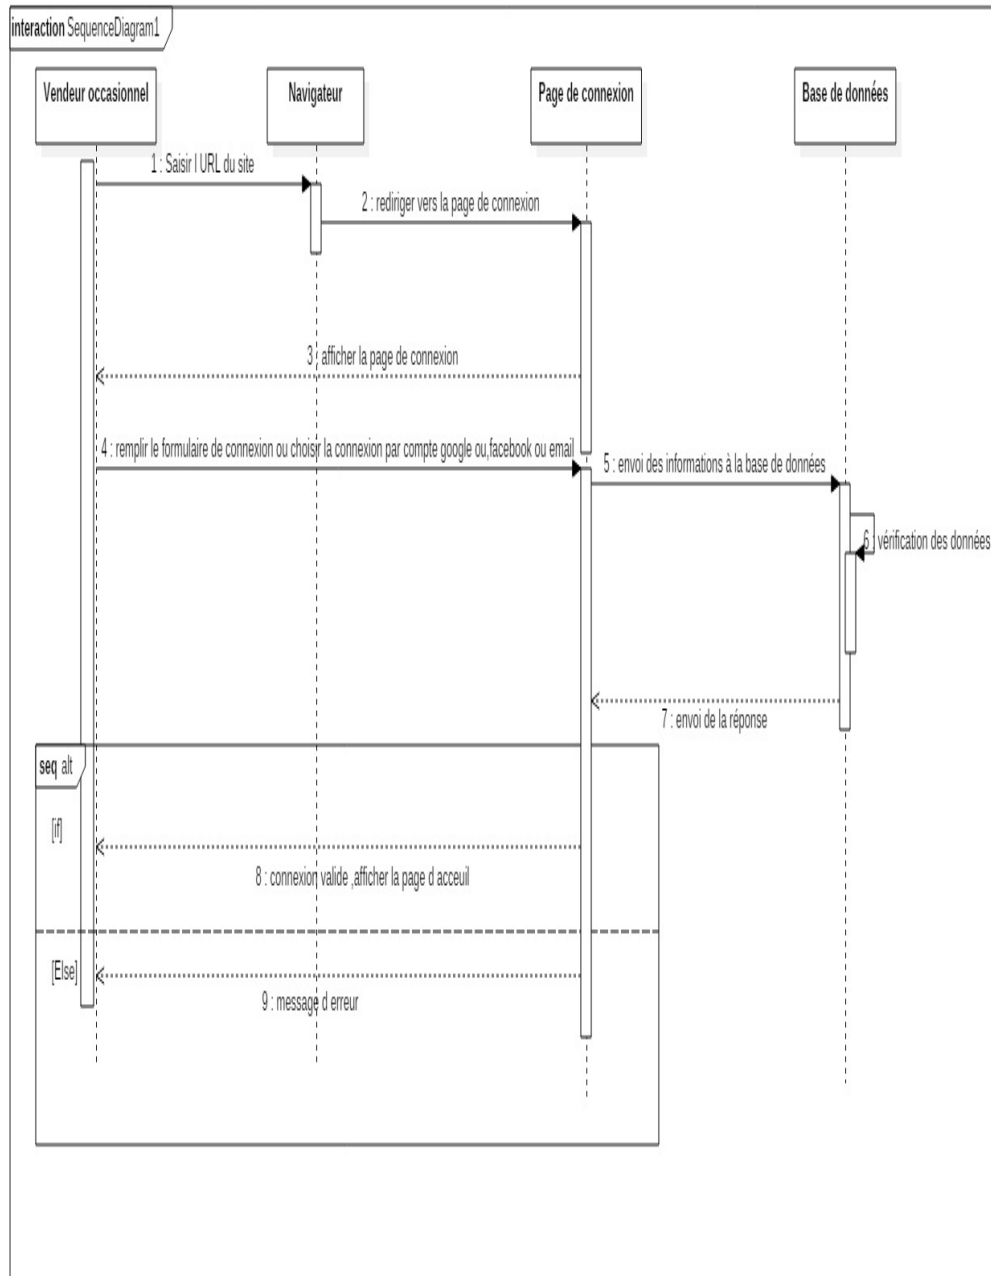 interaction SequenceDiagram1
Vendeur occasionnel
Navigateur
Page de connexion
Base de données
1 : Saisir l URL du site
2 : rediriger vers la page de connexion
3 : afficher la page de connexion
4 : remplir le formulaire de connexion ou choisir la connexion par compte google ou,facebook ou email
5 : envoi des informations à la base de données
6 : vérification des données
7 : envoi de la réponse
seq alt
[if]
8 : connexion valide ,afficher la page d acceuil
[Else]
9 : message d erreur